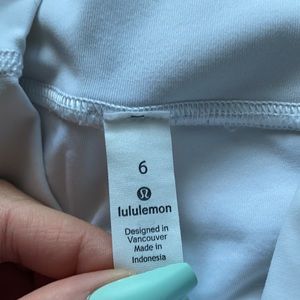 6
lululemon
Designed in
Vancouver
Made in
Indonesia